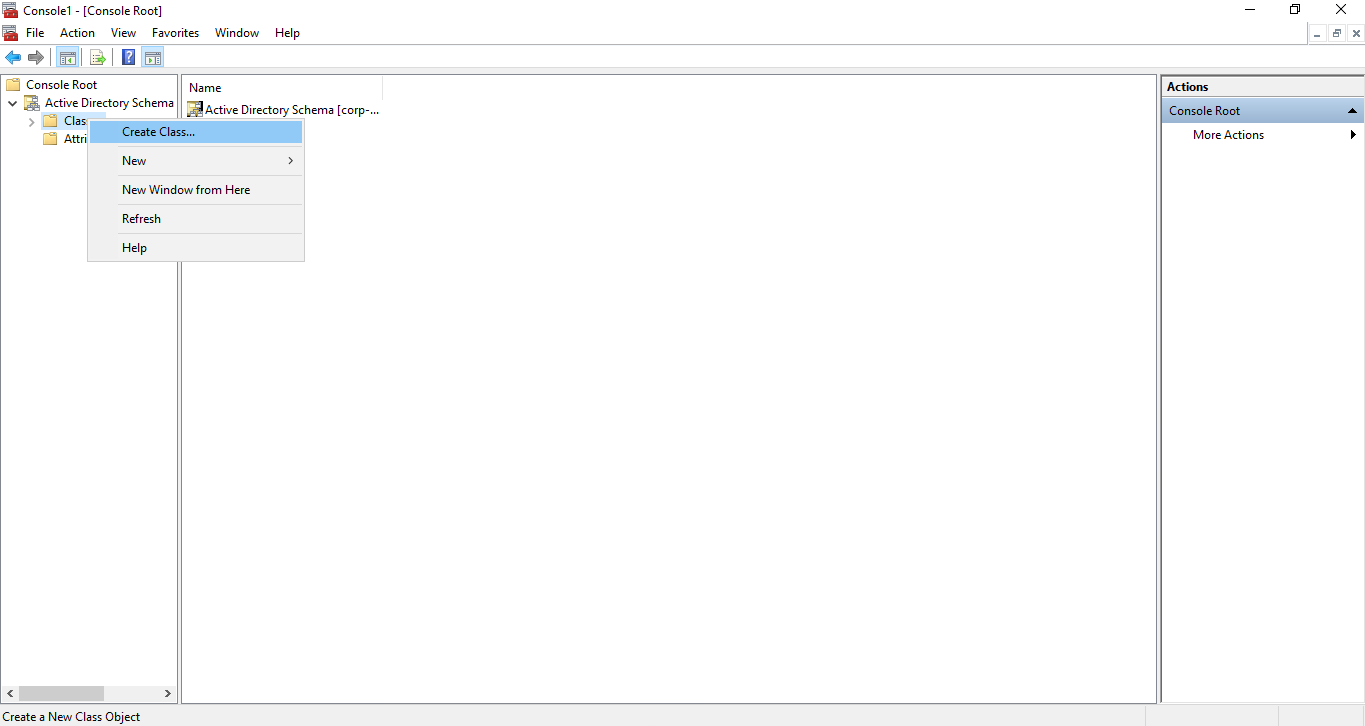 Console1 - [Console Root]
File Action View Favorites Window Help
Console Root
Active Directory Schema
Clas
Attri
Create Class...
New
New Window from Here
Refresh
Help
Name
Active Directory Schema [corp-...
Actions
Console Root
More Actions
Create a New Class Object